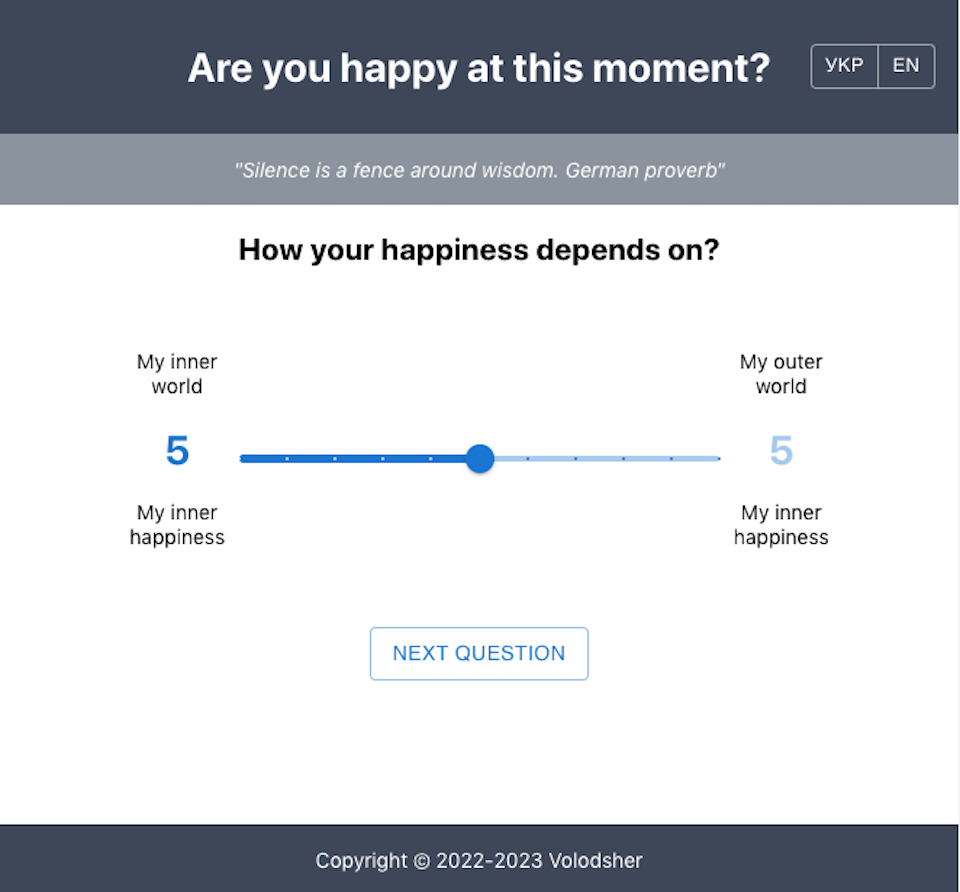 Are you happy at this moment?
УКР
EN
"Silence is a fence around wisdom. German proverb"
How your happiness depends on?
My inner
world
My outer
world
5
5
My inner
happiness
My inner
happiness
NEXT QUESTION
Copyright © 2022-2023 Volodsher